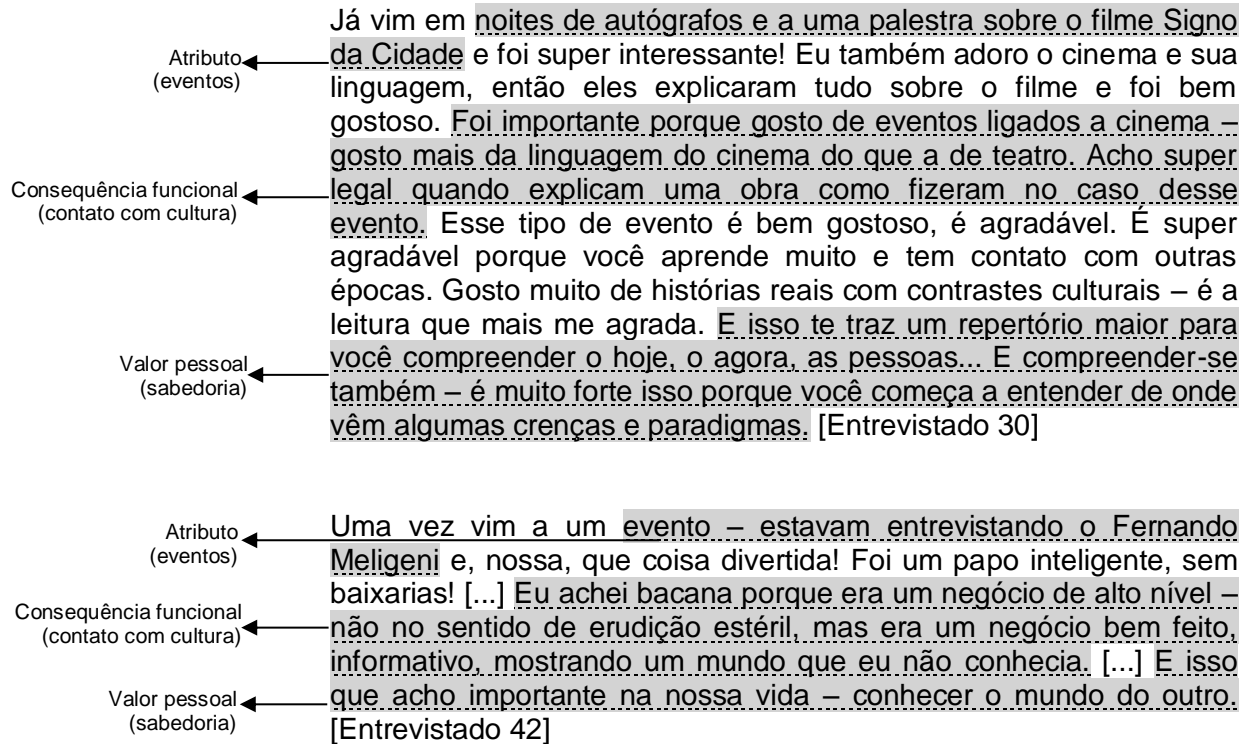 Já vim em noites de autógrafos e a uma palestra sobre o filme Signo
da Cidade e foi super interessante! Eu também adoro o cinema e sua
Atributo
(eventos)
linguagem, então eles explicaram tudo sobre o filme e foi bem
gostoso. Foi importante porque gosto de eventos ligados a cinema –
gosto mais da linguagem do cinema do que a de teatro. Acho super
Consequência funcional
(contato com cultura)
legal quando explicam uma obra como fizeram no caso desse
evento. Esse tipo de evento é bem gostoso, é agradável. É super
agradável porque você aprende muito e tem contato com outras
épocas. Gosto muito de histórias reais com contrastes culturais – é a
leitura que mais me agrada. E isso te traz um repertório maior para
Valor pessoal
(sabedoria)
você compreender o hoje, o agora, as pessoas... E compreender-se
também – é muito forte isso porque você começa a entender de onde
vêm algumas crenças e paradigmas. [Entrevistado 30]
Atributo
(eventos)
Uma vez vim a um evento – estavam entrevistando o Fernando
Meligeni e, nossa, que coisa divertida! Foi um papo inteligente, sem
baixarias! [...] Eu achei bacana porque era um negócio de alto nível –
Consequência funcional
(contato com cultura)
não no sentido de erudição estéril, mas era um negócio bem feito,
informativo, mostrando um mundo que eu não conhecia. [...] E isso
Valor pessoal
(sabedoria)
que acho importante na nossa vida – conhecer o mundo do outro.
[Entrevistado 42]